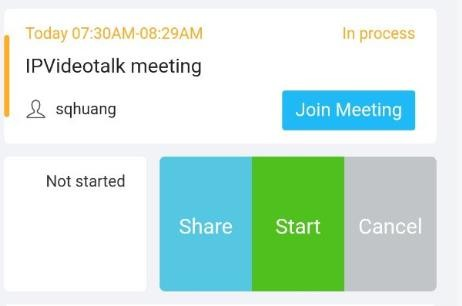 Today 07:30AM-08:29AM In process
IPVideotalk meeting
sqhuang Join Meeting
Not started
Share Start Cancel